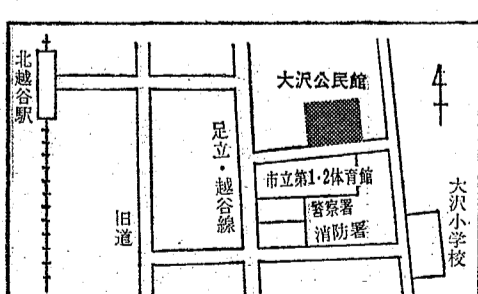 北越谷駅
大沢公民館
足立・越谷線
市立第1・2体育館
警察署
消防署
旧道
大沢小学校